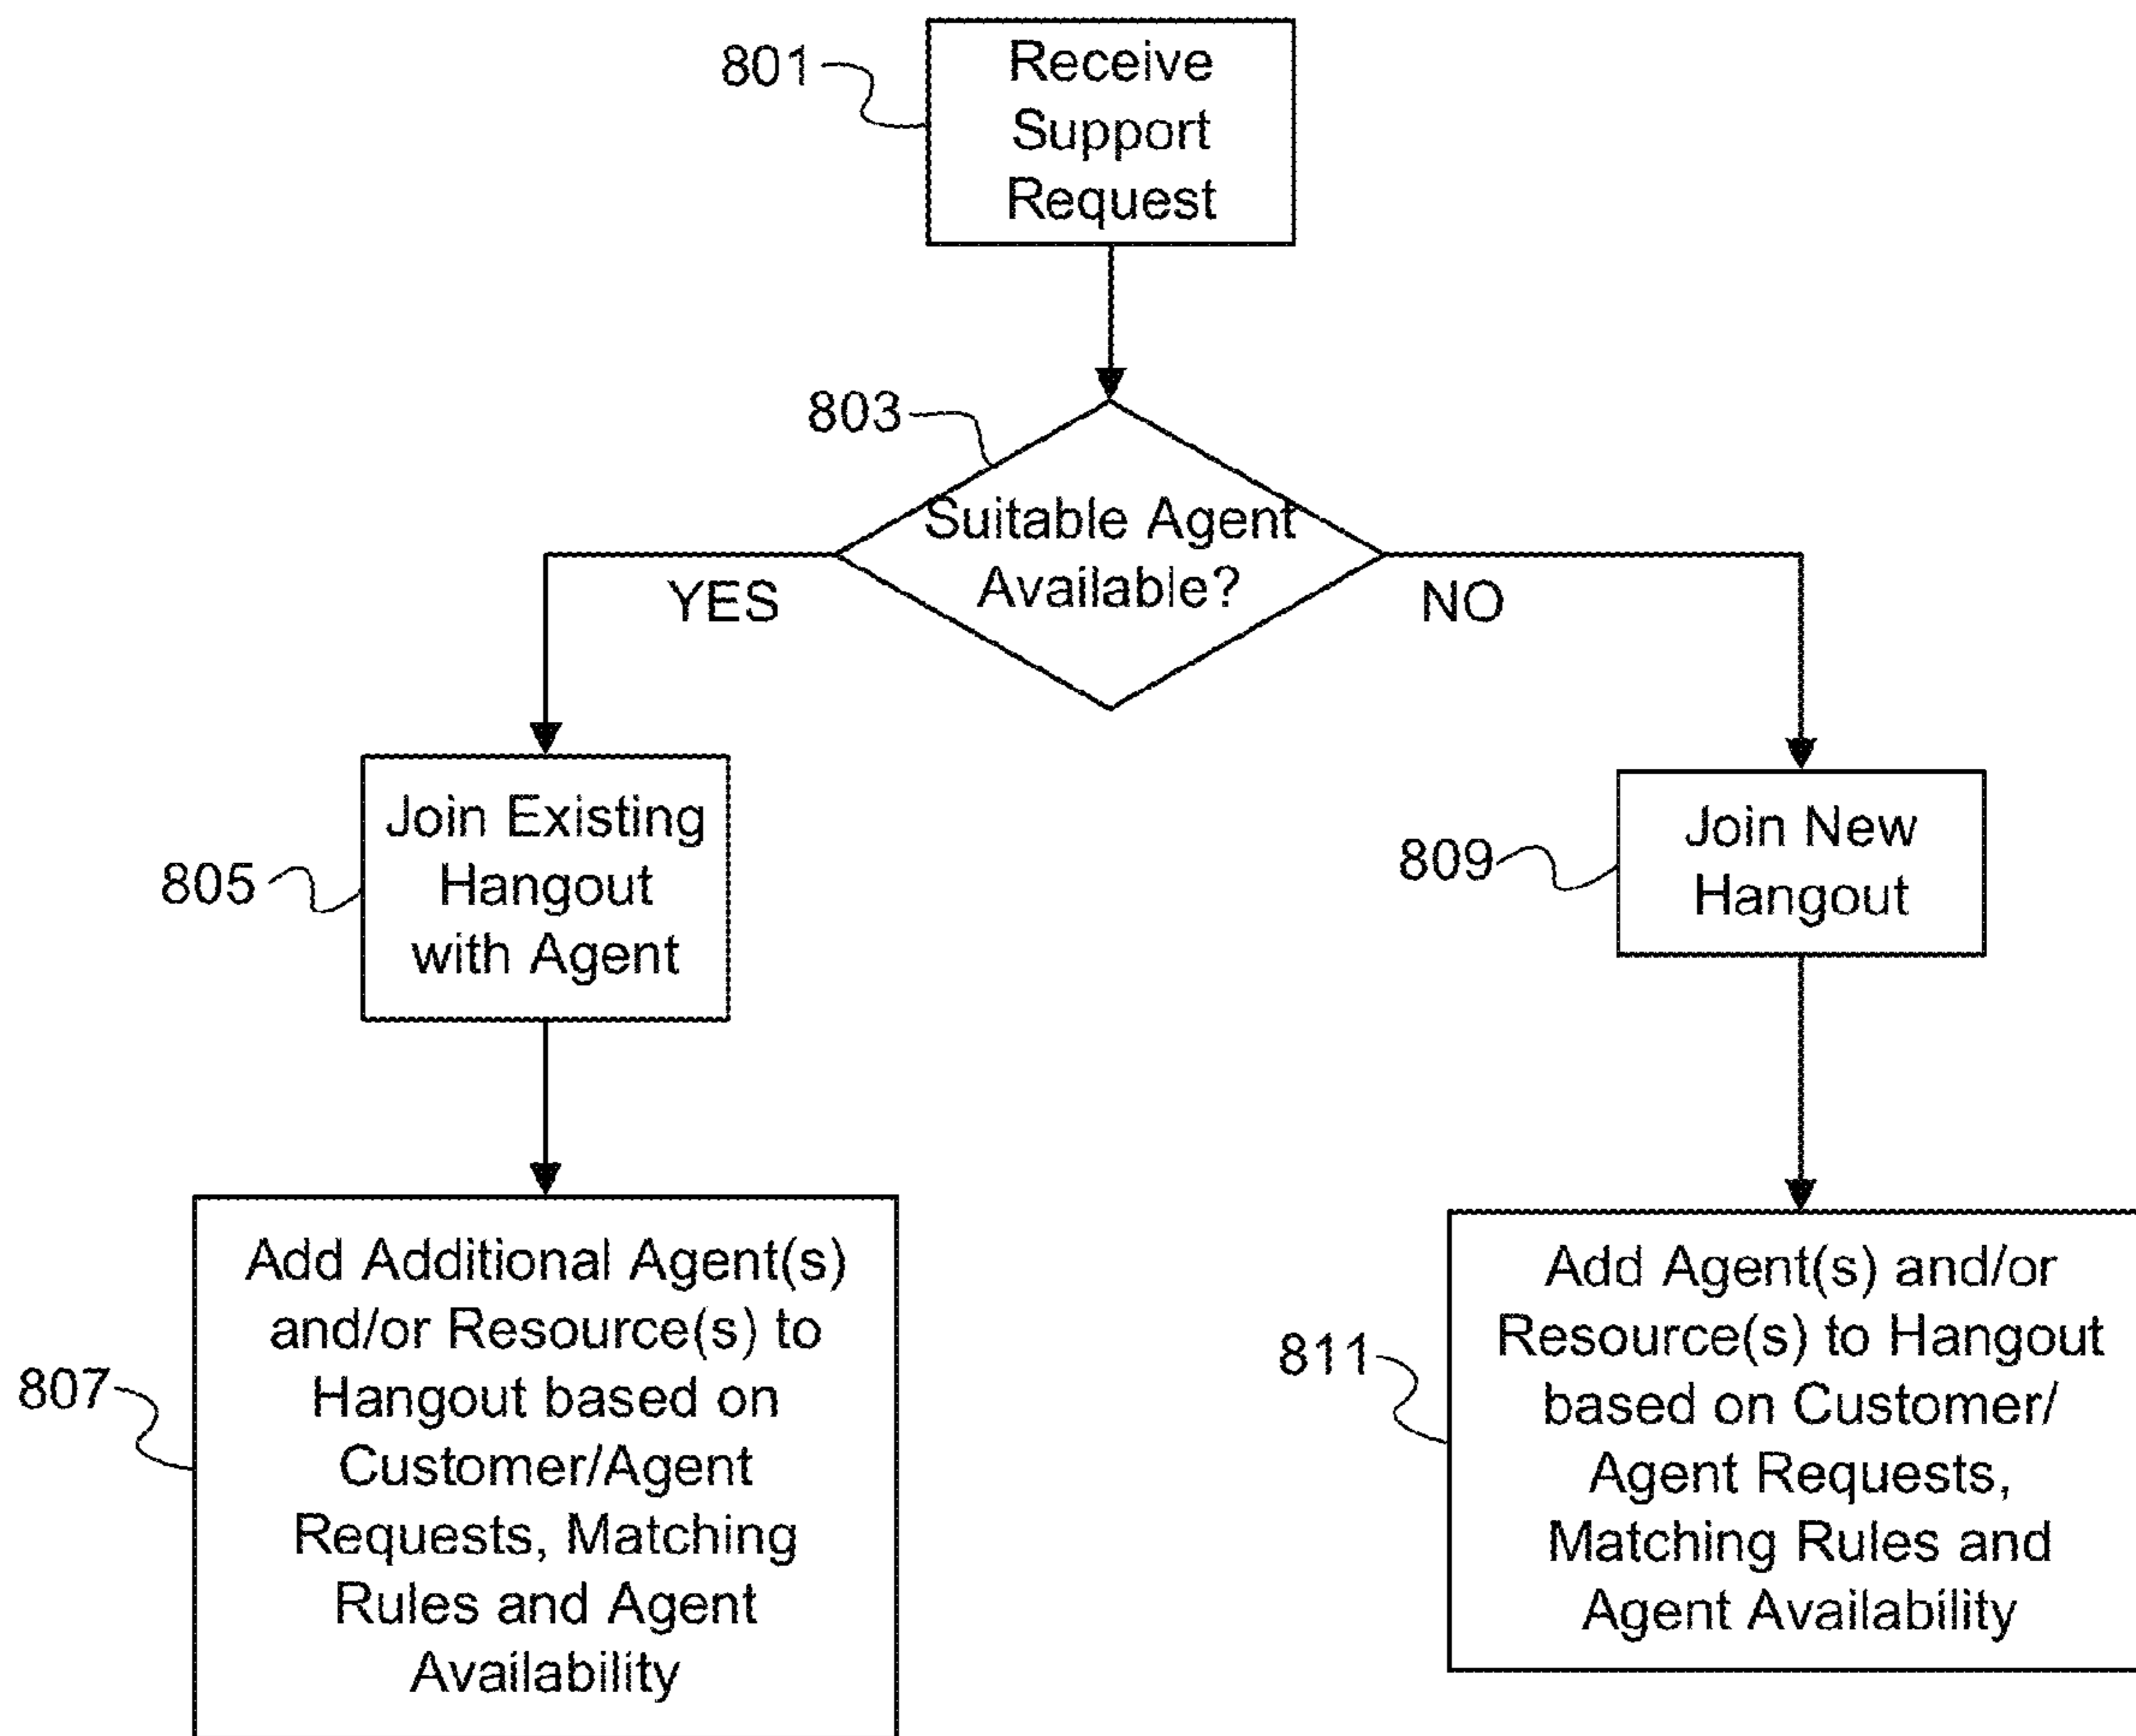 801
Receive
Support
Request
803
Suitable Agent
Available?
YES
NO
805
Join Existing
Hangout
with Agent
809
Join New
Hangout
807
Add Additional Agent(s)
and/or Resource(s) to
Hangout based on
Customer/Agent
Requests, Matching
Rules and Agent
Availability
811
Add Agent(s) and/or
Resource(s) to Hangout
based on Customer/
Agent Requests,
Matching Rules and
Agent Availability